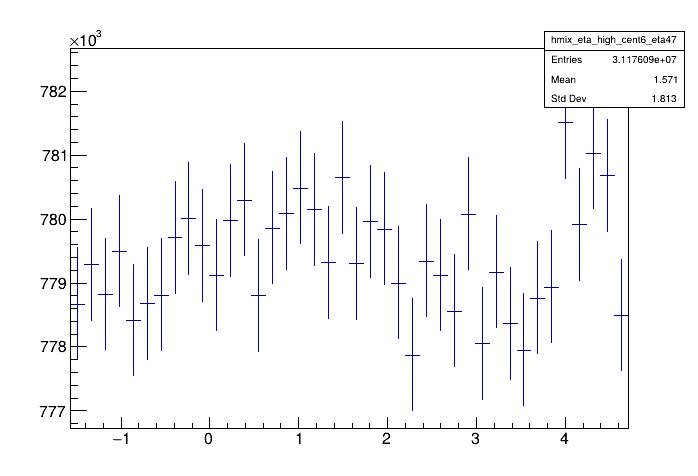 ×10³
hmix_eta_high_cent6_eta47
Entries 3.117609e+07
Mean 1.571
Std Dev 1.813
782
781
780
779
778
777
−1 0 1 2 3 4